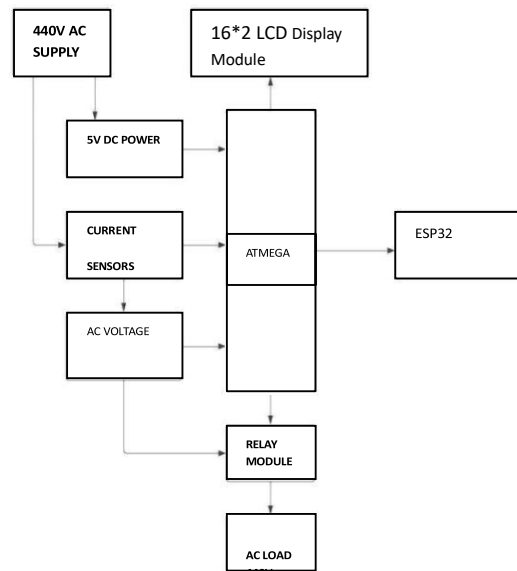 440V AC
SUPPLY
16*2 LCD Display
Module
5V DC POWER
CURRENT
SENSORS
ATMEGA
ESP32
AC VOLTAGE
RELAY
MODULE
AC LOAD